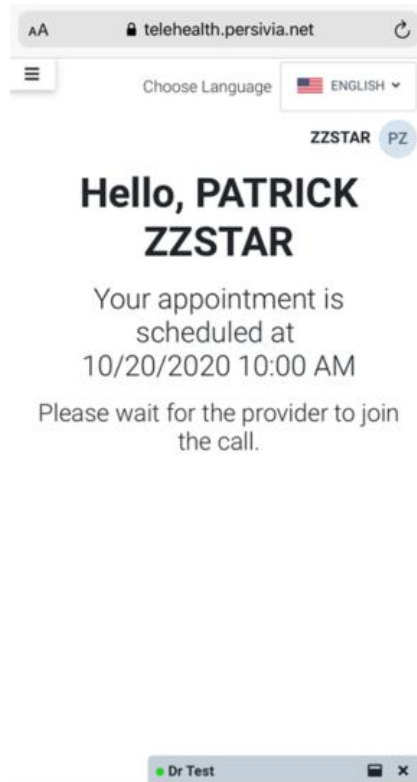 AA telehealth.persivia.net
Choose Language ENGLISH
ZZSTAR PZ
Hello, PATRICK
ZZSTAR
Your appointment is
scheduled at
10/20/2020 10:00 AM
Please wait for the provider to join
the call.
Dr Test